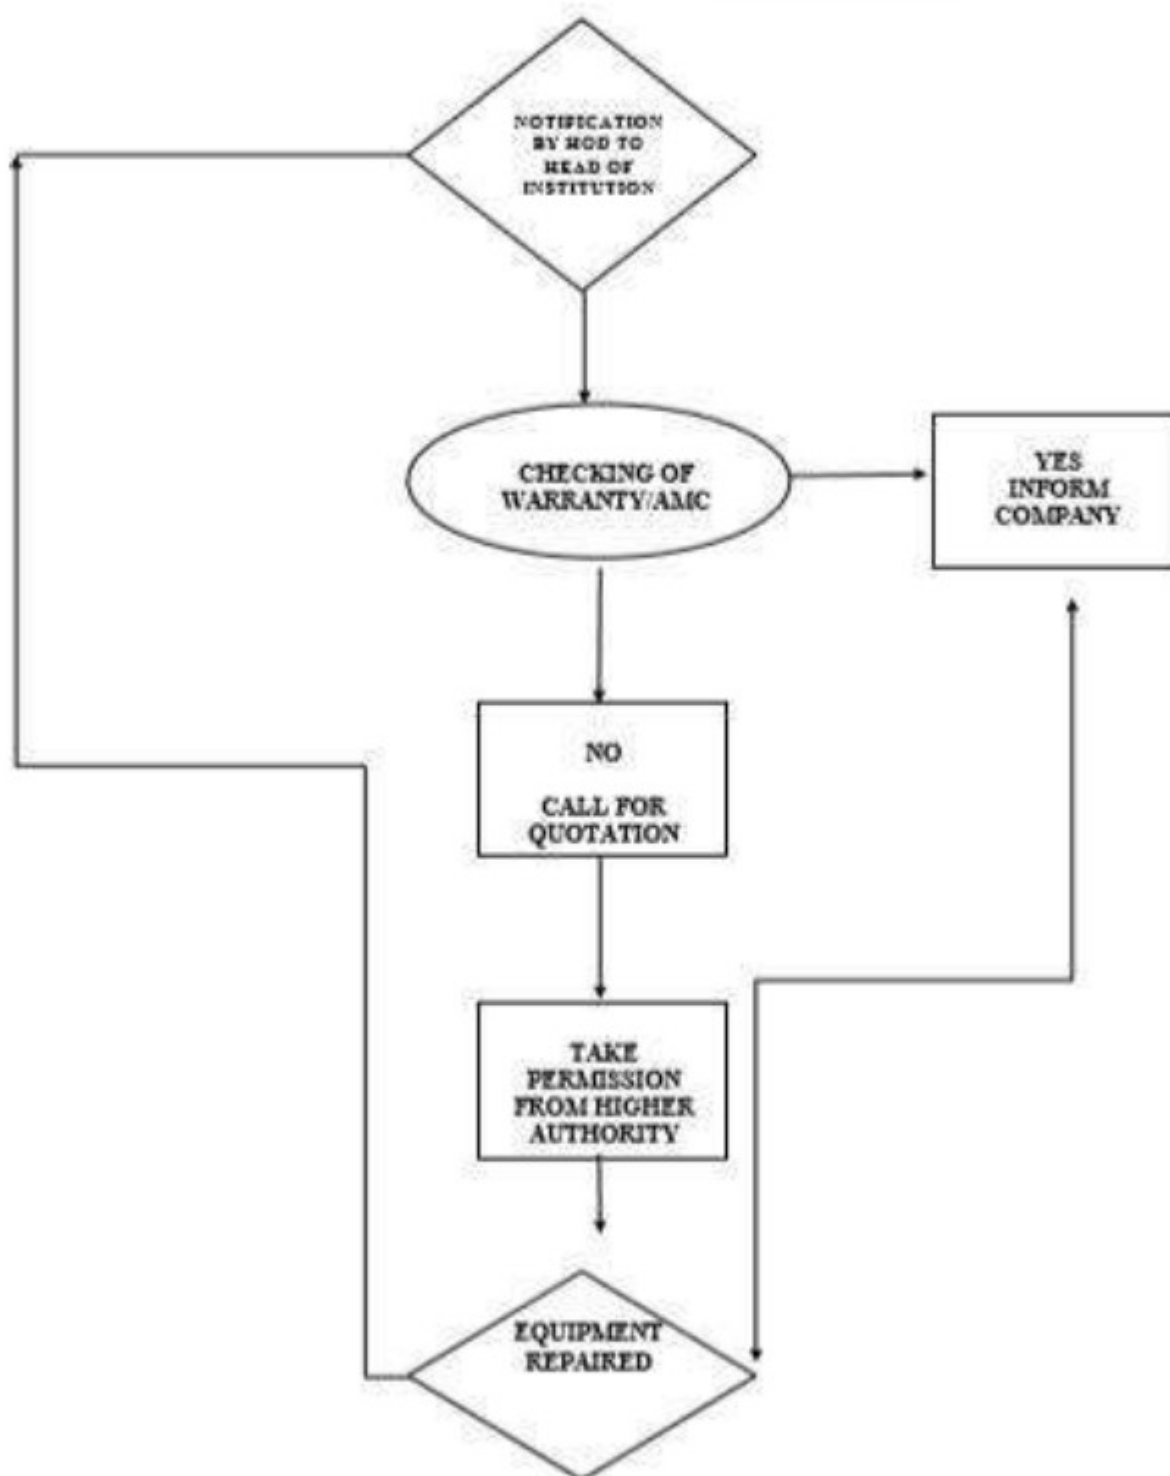 NOTIFICATION
BY HOD TO
HEAD OF
INSTITUTION
CHECKING OF
WARRANTY/AMC
YES
INFORM
COMPANY
NO
CALL FOR
QUOTATION
TAKE
PERMISSION
FROM HIGHER
AUTHORITY
EQUIPMENT
REPAIRED